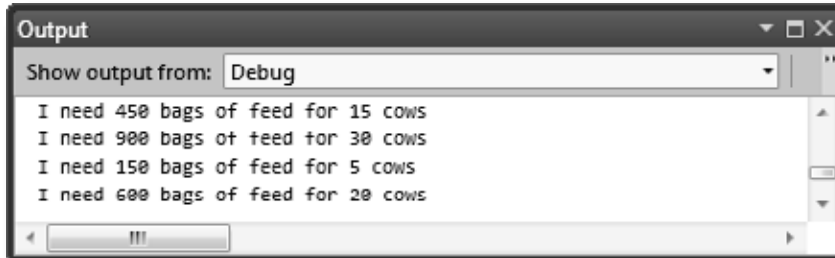 Output
Show output from: Debug
I need 450 bags of feed for 15 cows
I need 900 bags of feed for 30 cows
I need 150 bags of feed for 5 cows
I need 600 bags of feed for 20 cows